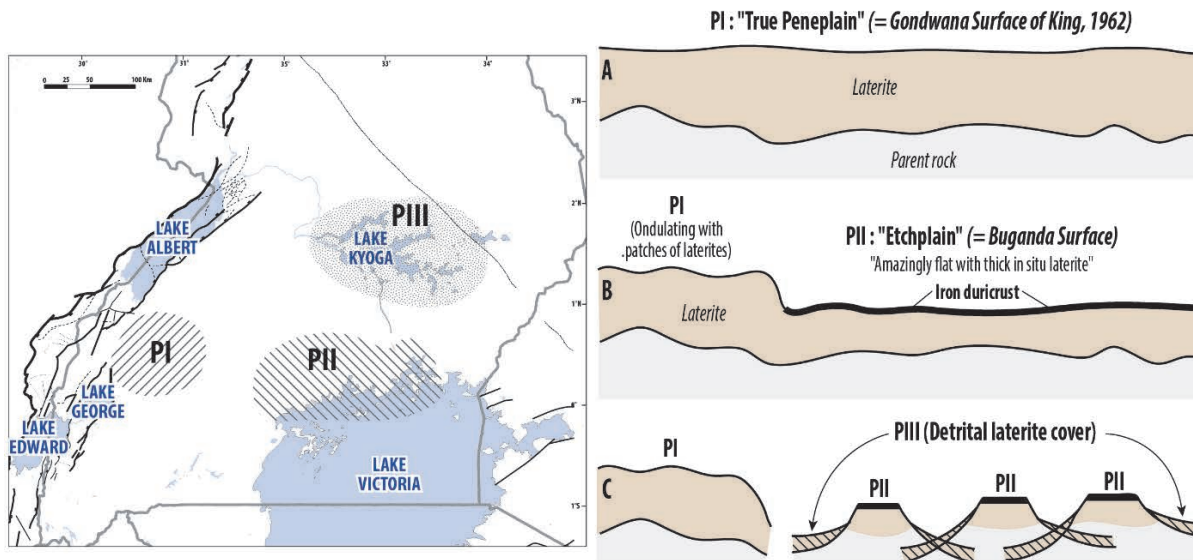 30°
31°
35°
33°
34°
0 25 50 100 Km
3°N
2°N
1°N
0°
1°S
LAKE
ALBERT
PIII
LAKE
KYOGA
PI
PII
LAKE
GEORGE
LAKE
EDWARD
LAKE
VICTORIA
PI : "True Peneplain" (= Gondwana Surface of King, 1962)
A
Laterite
Parent rock
PI
(Ondulating with
.patches of laterites)
PII : "Etchplain" (= Buganda Surface)
"Amazingly flat with thick in situ laterite"
Iron duricrust
B
Laterite
PIII (Detrital laterite cover)
PI
C
PII
PII
PII